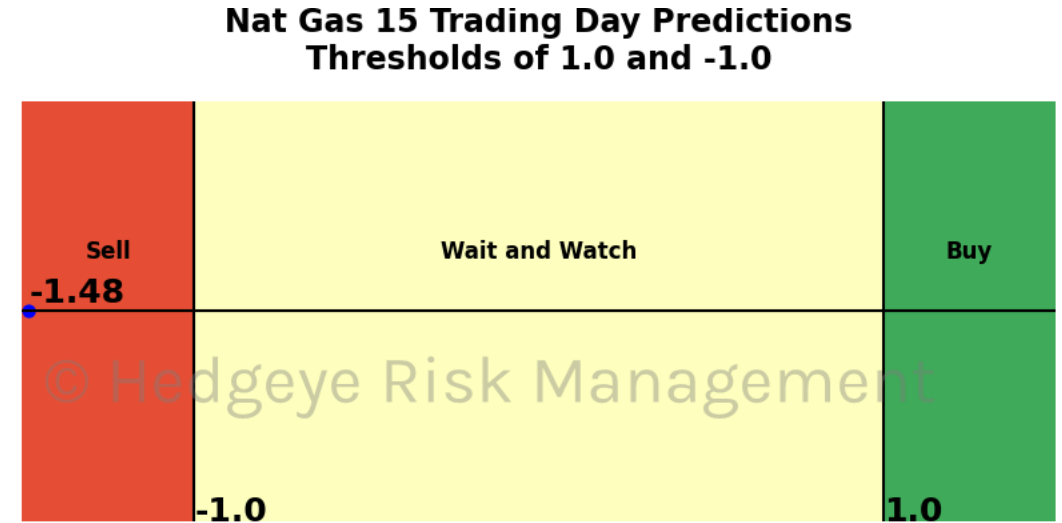 Nat Gas 15 Trading Day Predictions
Thresholds of 1.0 and -1.0
Sell
Wait and Watch
Buy
-1.48
© Hedgeye Risk Management
-1.0
1.0